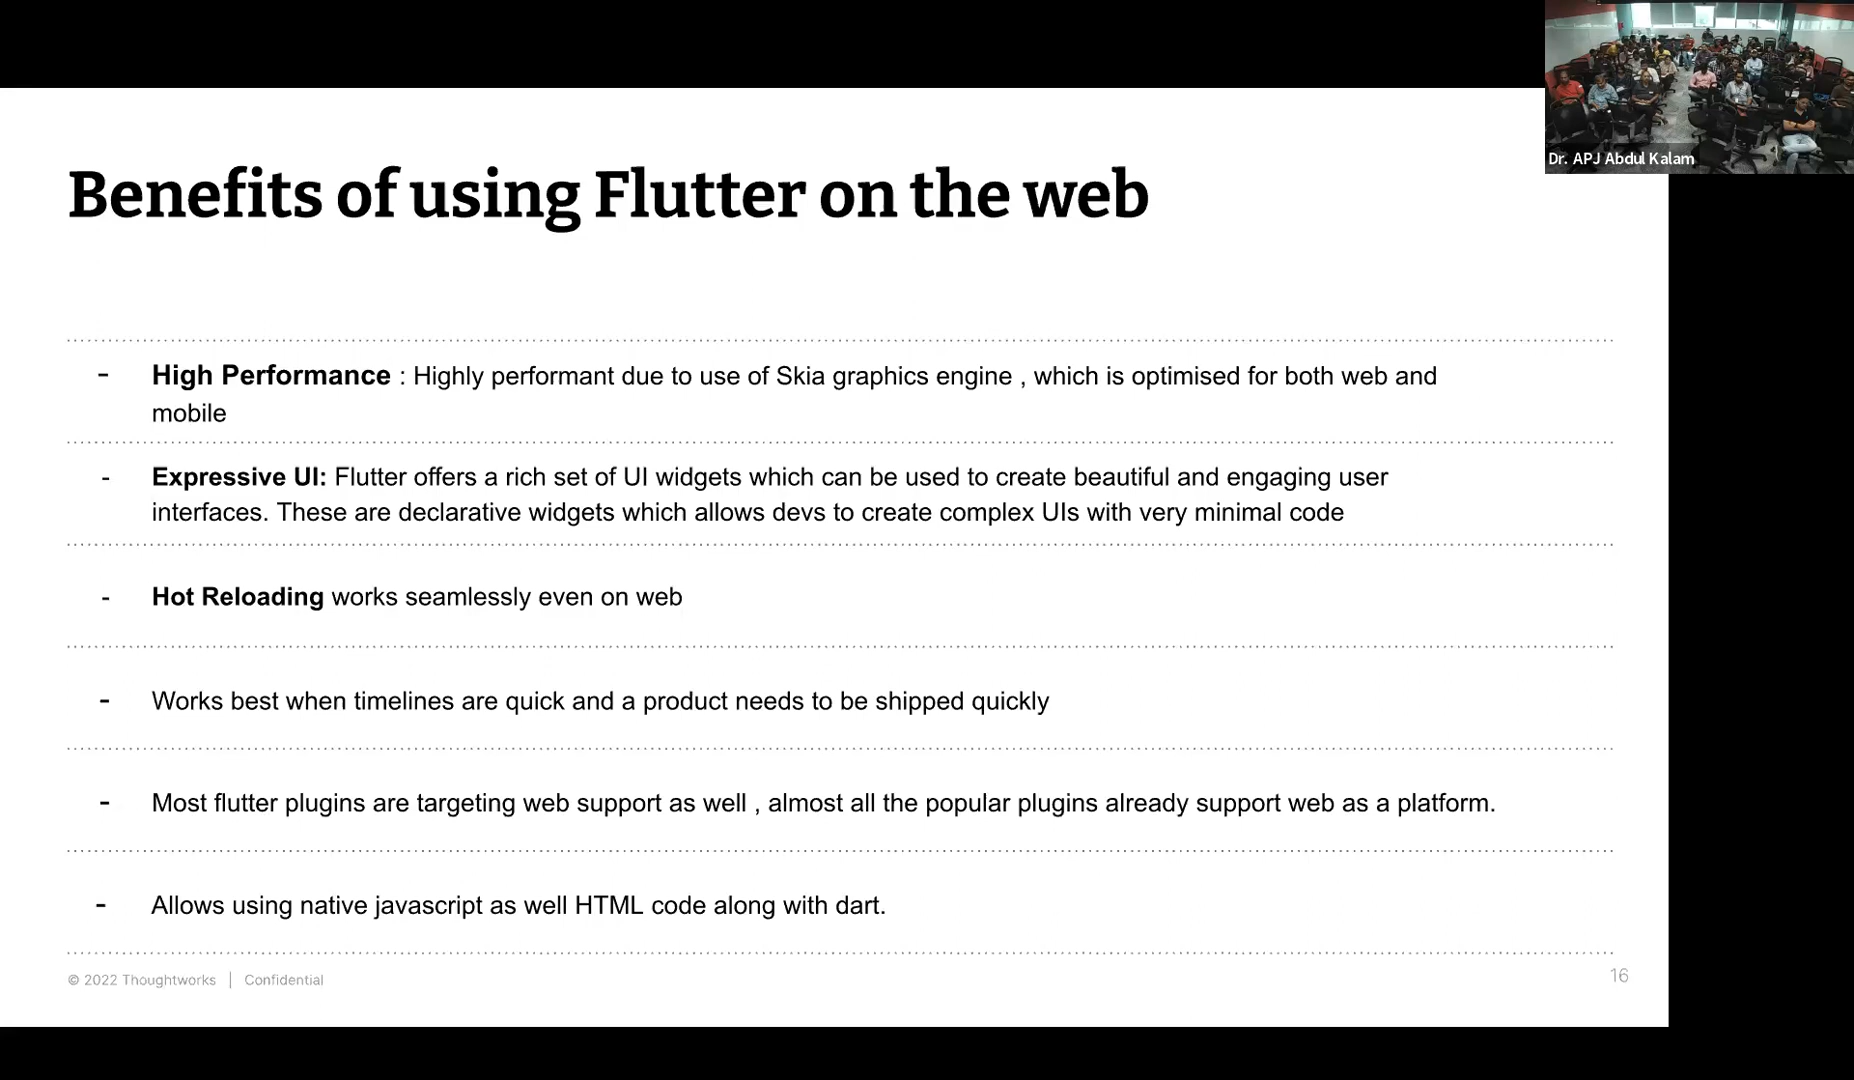 Dr. APJ Abdul Kalam
Benefits of using Flutter on the web
- High Performance : Highly performant due to use of Skia graphics engine , which is optimised for both web and
mobile
- Expressive UI: Flutter offers a rich set of UI widgets which can be used to create beautiful and engaging user
interfaces. These are declarative widgets which allows devs to create complex UIs with very minimal code
- Hot Reloading works seamlessly even on web
- Works best when timelines are quick and a product needs to be shipped quickly
- Most flutter plugins are targeting web support as well , almost all the popular plugins already support web as a platform.
- Allows using native javascript as well HTML code along with dart.
© 2022 Thoughtworks | Confidential
16